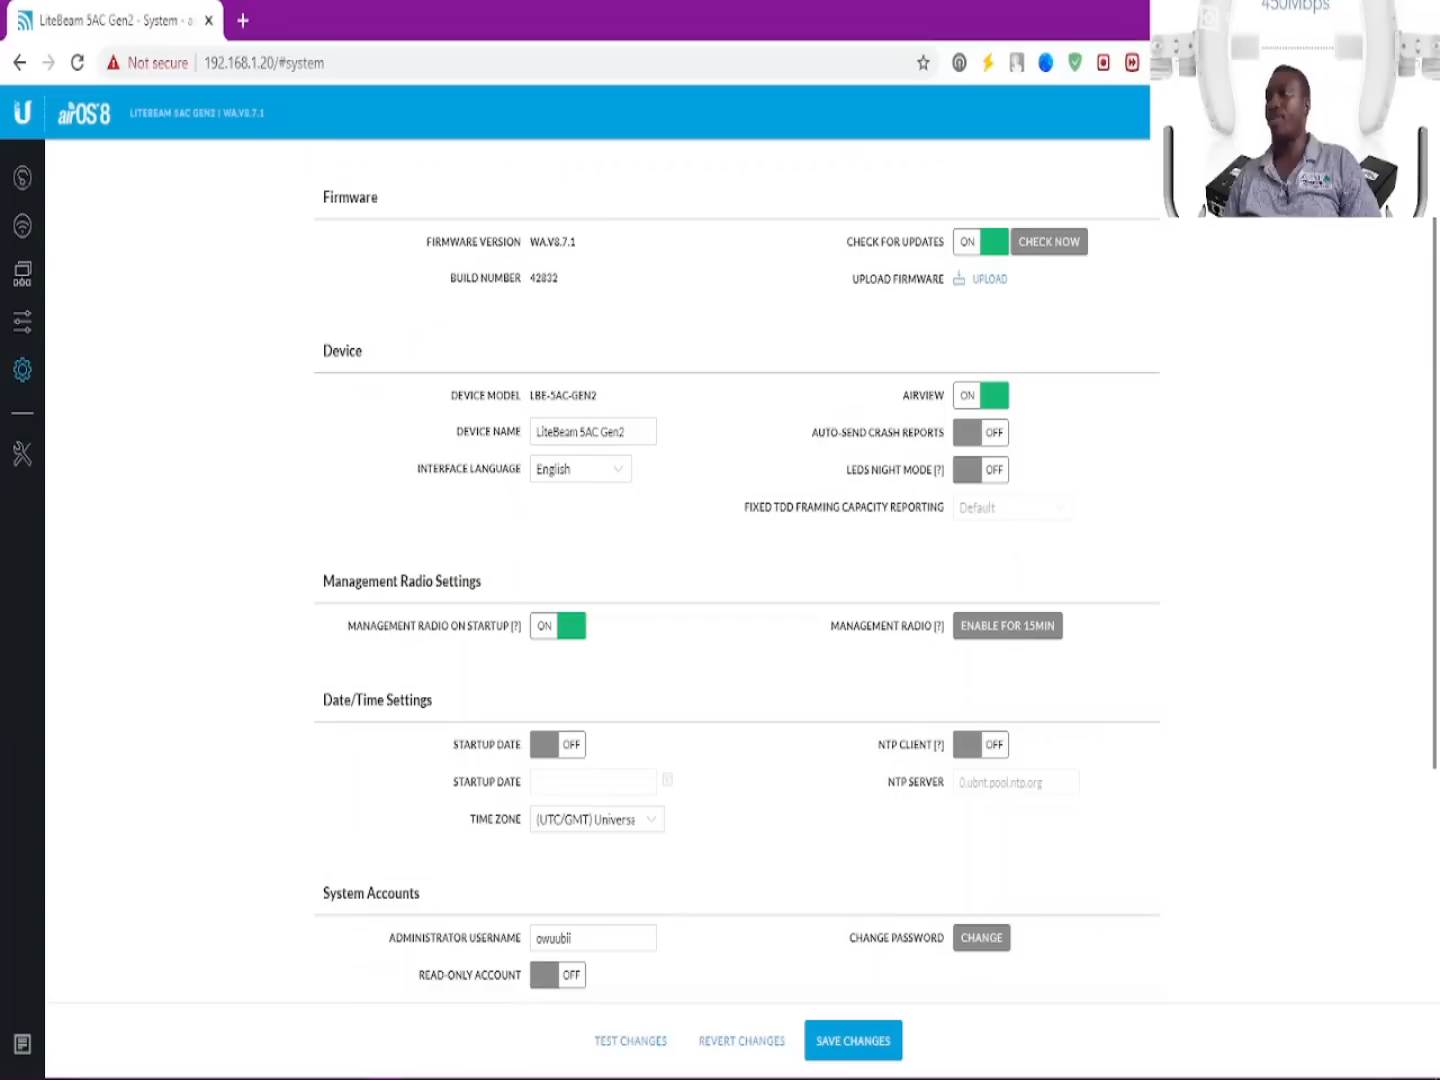 LiteBeam 5AC Gen2 - System - a
Not secure
192.168.1.20/#system
450Mbps
airOS 8
LITEBEAM 5AC GEN2 | WA.V8.7.1
Firmware
FIRMWARE VERSION WA.V8.7.1
CHECK FOR UPDATES ON CHECK NOW
BUILD NUMBER 42832
UPLOAD FIRMWARE UPLOAD
Device
DEVICE MODEL LBE-5AC-GEN2
AIRVIEW ON
DEVICE NAME LiteBeam 5AC Gen2
AUTO-SEND CRASH REPORTS OFF
INTERFACE LANGUAGE English
LEDS NIGHT MODE [?] OFF
FIXED TDD FRAMING CAPACITY REPORTING Default
Management Radio Settings
MANAGEMENT RADIO ON STARTUP [?] ON
MANAGEMENT RADIO [?] ENABLE FOR 15MIN
Date/Time Settings
STARTUP DATE OFF
NTP CLIENT [?] OFF
STARTUP DATE
NTP SERVER 0.ubnt.pool.ntp.org
TIME ZONE (UTC/GMT) Universa
System Accounts
ADMINISTRATOR USERNAME owuubii
CHANGE PASSWORD CHANGE
READ-ONLY ACCOUNT OFF
TEST CHANGES
REVERT CHANGES
SAVE CHANGES